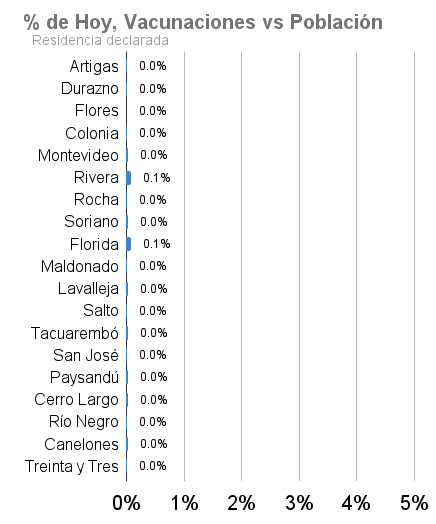 % de Hoy, Vacunaciones vs Población
Residencia declarada
Artigas 0.0%
Durazno 0.0%
Flores 0.0%
Colonia 0.0%
Montevideo 0.0%
Rivera 0.1%
Rocha 0.0%
Soriano 0.0%
Florida 0.1%
Maldonado 0.0%
Lavalleja 0.0%
Salto 0.0%
Tacuarembó 0.0%
San José 0.0%
Paysandú 0.0%
Cerro Largo 0.0%
Río Negro 0.0%
Canelones 0.0%
Treinta y Tres 0.0%
0% 1% 2% 3% 4% 5%